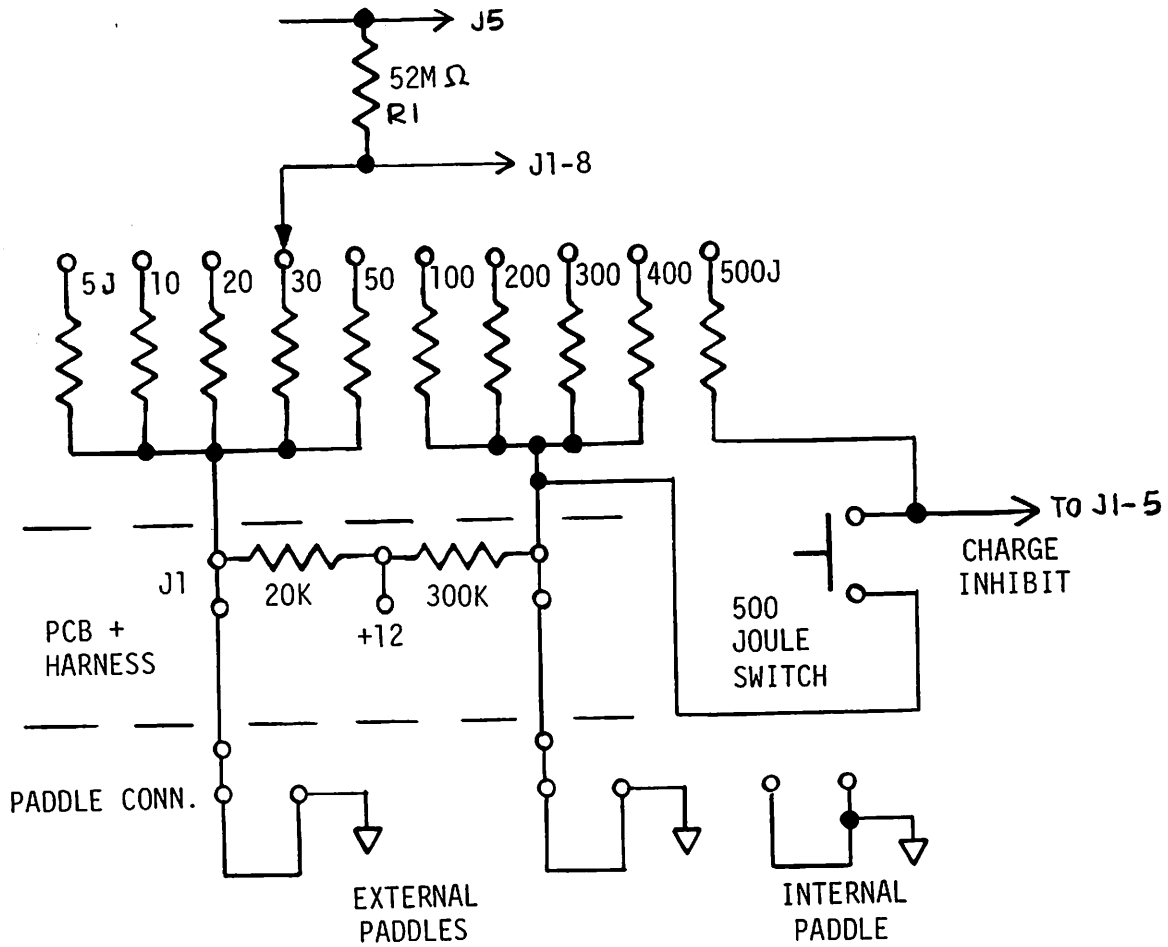 J5
52M Ω
R1
J1-8
5J 10 20 30 50 100 200 300 400 500J
TO J1-5
CHARGE
INHIBIT
J1
20K
300K
+12
PCB +
HARNESS
500
JOULE
SWITCH
PADDLE CONN.
EXTERNAL
PADDLES
INTERNAL
PADDLE